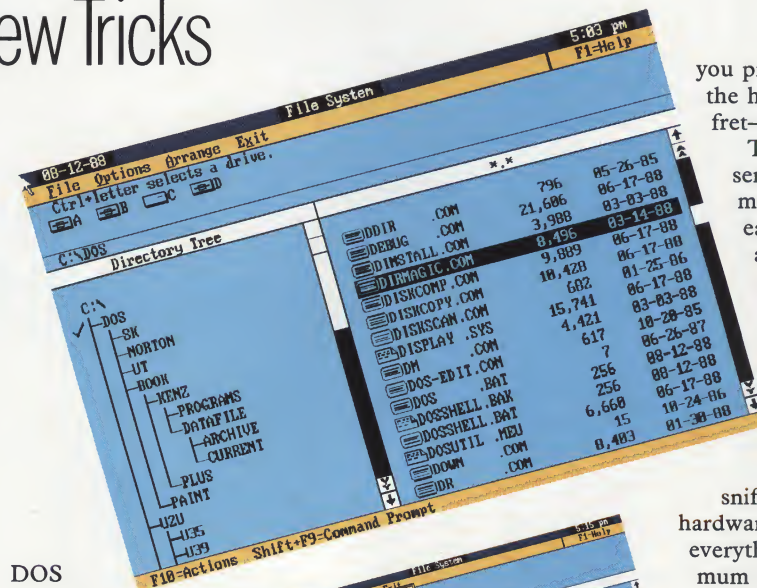 ew Tricks
08-12-88 File System 5:03 pm
File Options Arrange Exit F1=Help
Ctrl+letter selects a drive.
A B C D
C:\DOS
Directory Tree
*.*
C:\
DOS
SK
NORTON
UT
BOOK
KENZ
PROGRAMS
DATAFILE
ARCHIVE
CURRENT
PLUS
PAINT
U2U
U35
U39
DDIR .COM 796 05-26-85
DEBUG .COM 21,606 06-17-88
DINSTALL.COM 3,908 03-03-88
DIRMAGIC.COM 8,496 03-14-88
DISKCOMP.COM 9,889 06-17-88
DISKCOPY.COM 10,428 06-17-88
DISKSCAN.COM 602 01-25-86
DISPLAY .SYS 15,741 06-17-88
DM .COM 4,421 03-03-88
DOS-EDIT.COM 617 10-20-85
DOS .BAT 7 06-26-87
DOSSHELL.BAK 256 08-12-88
DOSSHELL.BAT 256 08-12-88
DOSUTIL .MEU 6,660 06-17-88
DOWN .COM 15 10-24-86
DR .COM 8,403 01-30-88
F10=Actions Shift+F9=Command Prompt
File System 5:15 pm
Exit F1=Help
DOS
you pr
the h
fret–
T
ser
m
ea
a
snif
hardwar
everyth
mum